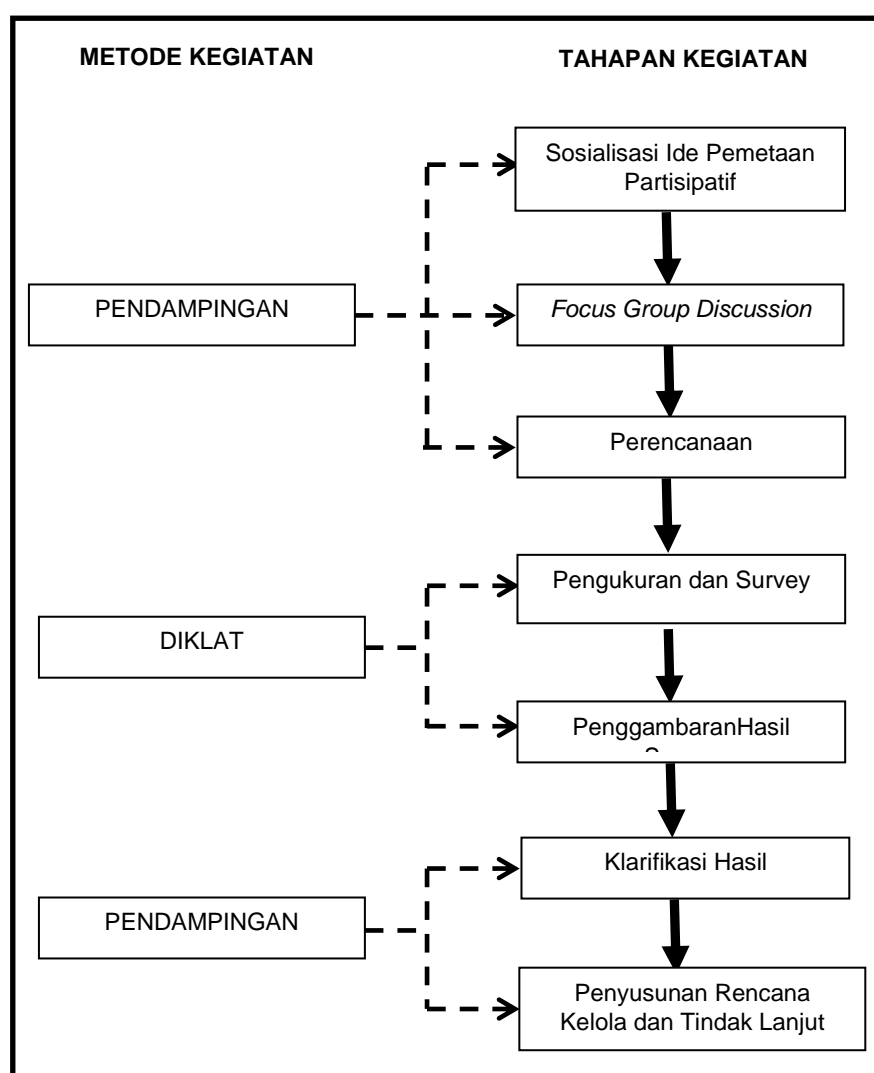 METODE KEGIATAN
TAHAPAN KEGIATAN
Sosialisasi Ide Pemetaan
Partisipatif
PENDAMPINGAN
Focus Group Discussion
Perencanaan
Pengukuran dan Survey
DIKLAT
PenggambaranHasil
Klarifikasi Hasil
PENDAMPINGAN
Penyusunan Rencana
Kelola dan Tindak Lanjut